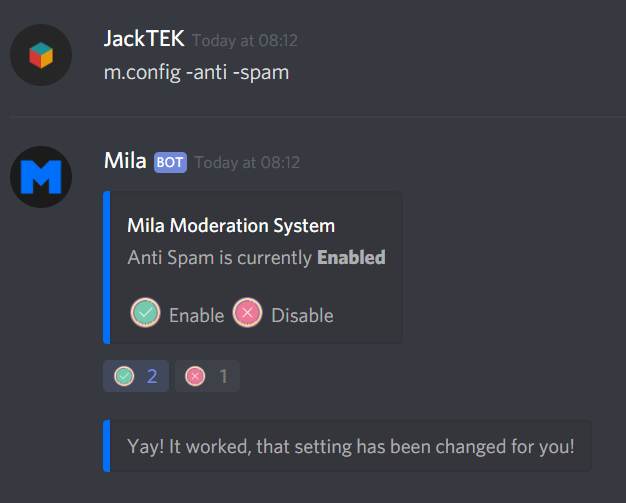 JackTEK Today at 08:12
m.config -anti -spam
M
Mila BOT Today at 08:12
Mila Moderation System
Anti Spam is currently Enabled
Enable Disable
2 1
Yay! It worked, that setting has been changed for you!